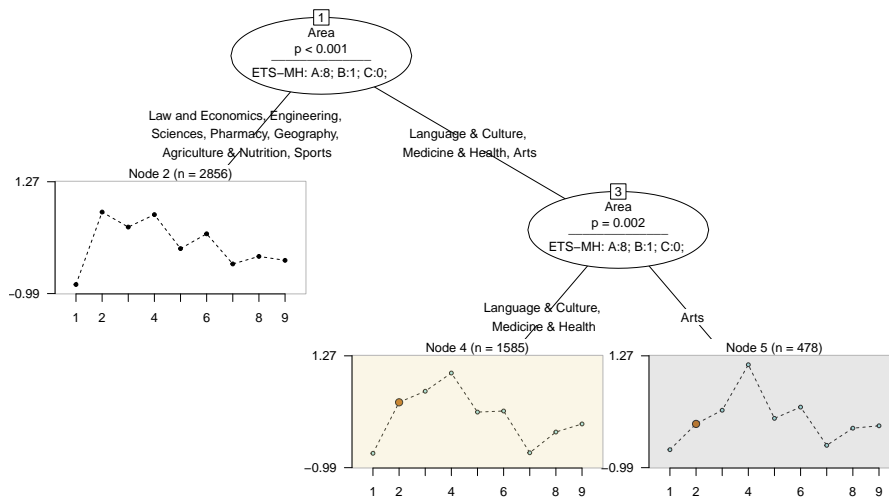 1
Area
p < 0.001
ETS−MH: A:8; B:1; C:0;
Law and Economics, Engineering,
Sciences, Pharmacy, Geography,
Agriculture & Nutrition, Sports
Language & Culture,
Medicine & Health, Arts
Node 2 (n = 2856)
1.27
−0.99
1 2 4 6 8 9
3
Area
p = 0.002
ETS−MH: A:8; B:1; C:0;
Language & Culture,
Medicine & Health
Arts
Node 4 (n = 1585)
1.27
−0.99
1 2 4 6 8 9
Node 5 (n = 478)
1.27
−0.99
1 2 4 6 8 9